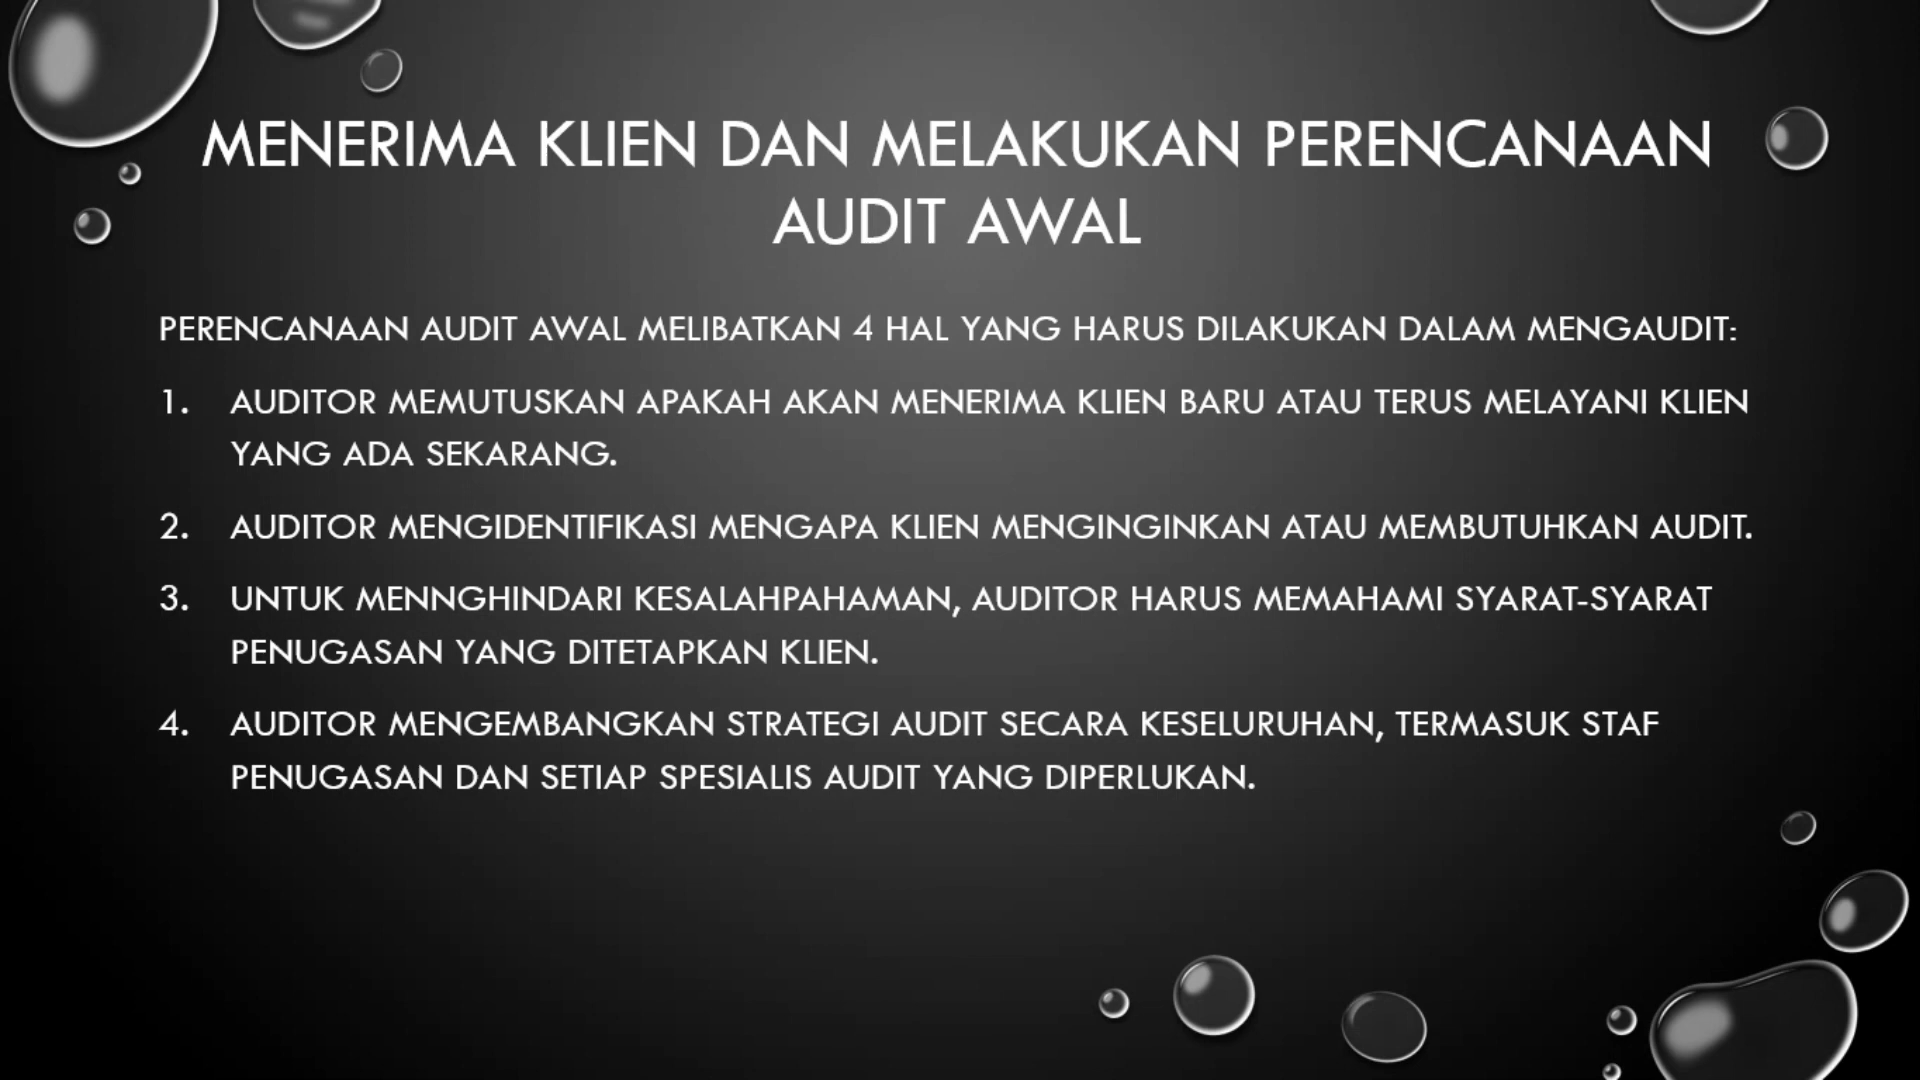 MENERIMA KLIEN DAN MELAKUKAN PERENCANAAN
AUDIT AWAL
PERENCANAAN AUDIT AWAL MELIBATKAN 4 HAL YANG HARUS DILAKUKAN DALAM MENGAUDIT:
1. AUDITOR MEMUTUSKAN APAKAH AKAN MENERIMA KLIEN BARU ATAU TERUS MELAYANI KLIEN
YANG ADA SEKARANG.
2. AUDITOR MENGIDENTIFIKASI MENGAPA KLIEN MENGINGINKAN ATAU MEMBUTUHKAN AUDIT.
3. UNTUK MENNGHINDARI KESALAHPAHAMAN, AUDITOR HARUS MEMAHAMI SYARAT-SYARAT
PENUGASAN YANG DITETAPKAN KLIEN.
4. AUDITOR MENGEMBANGKAN STRATEGI AUDIT SECARA KESELURUHAN, TERMASUK STAF
PENUGASAN DAN SETIAP SPESIALIS AUDIT YANG DIPERLUKAN.